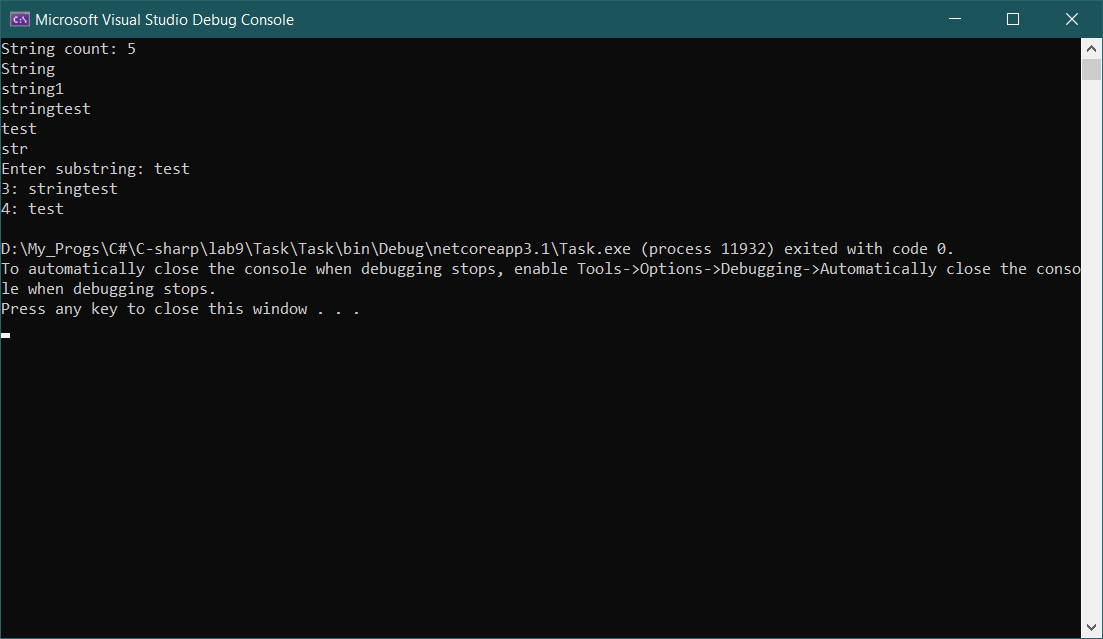 Microsoft Visual Studio Debug Console
String count: 5
String
string1
stringtest
test
str
Enter substring: test
3: stringtest
4: test
D:\My_Progs\C#\C-sharp\lab9\Task\Task\bin\Debug\netcoreapp3.1\Task.exe (process 11932) exited with code 0.
To automatically close the console when debugging stops, enable Tools->Options->Debugging->Automatically close the conso
le when debugging stops.
Press any key to close this window . . .